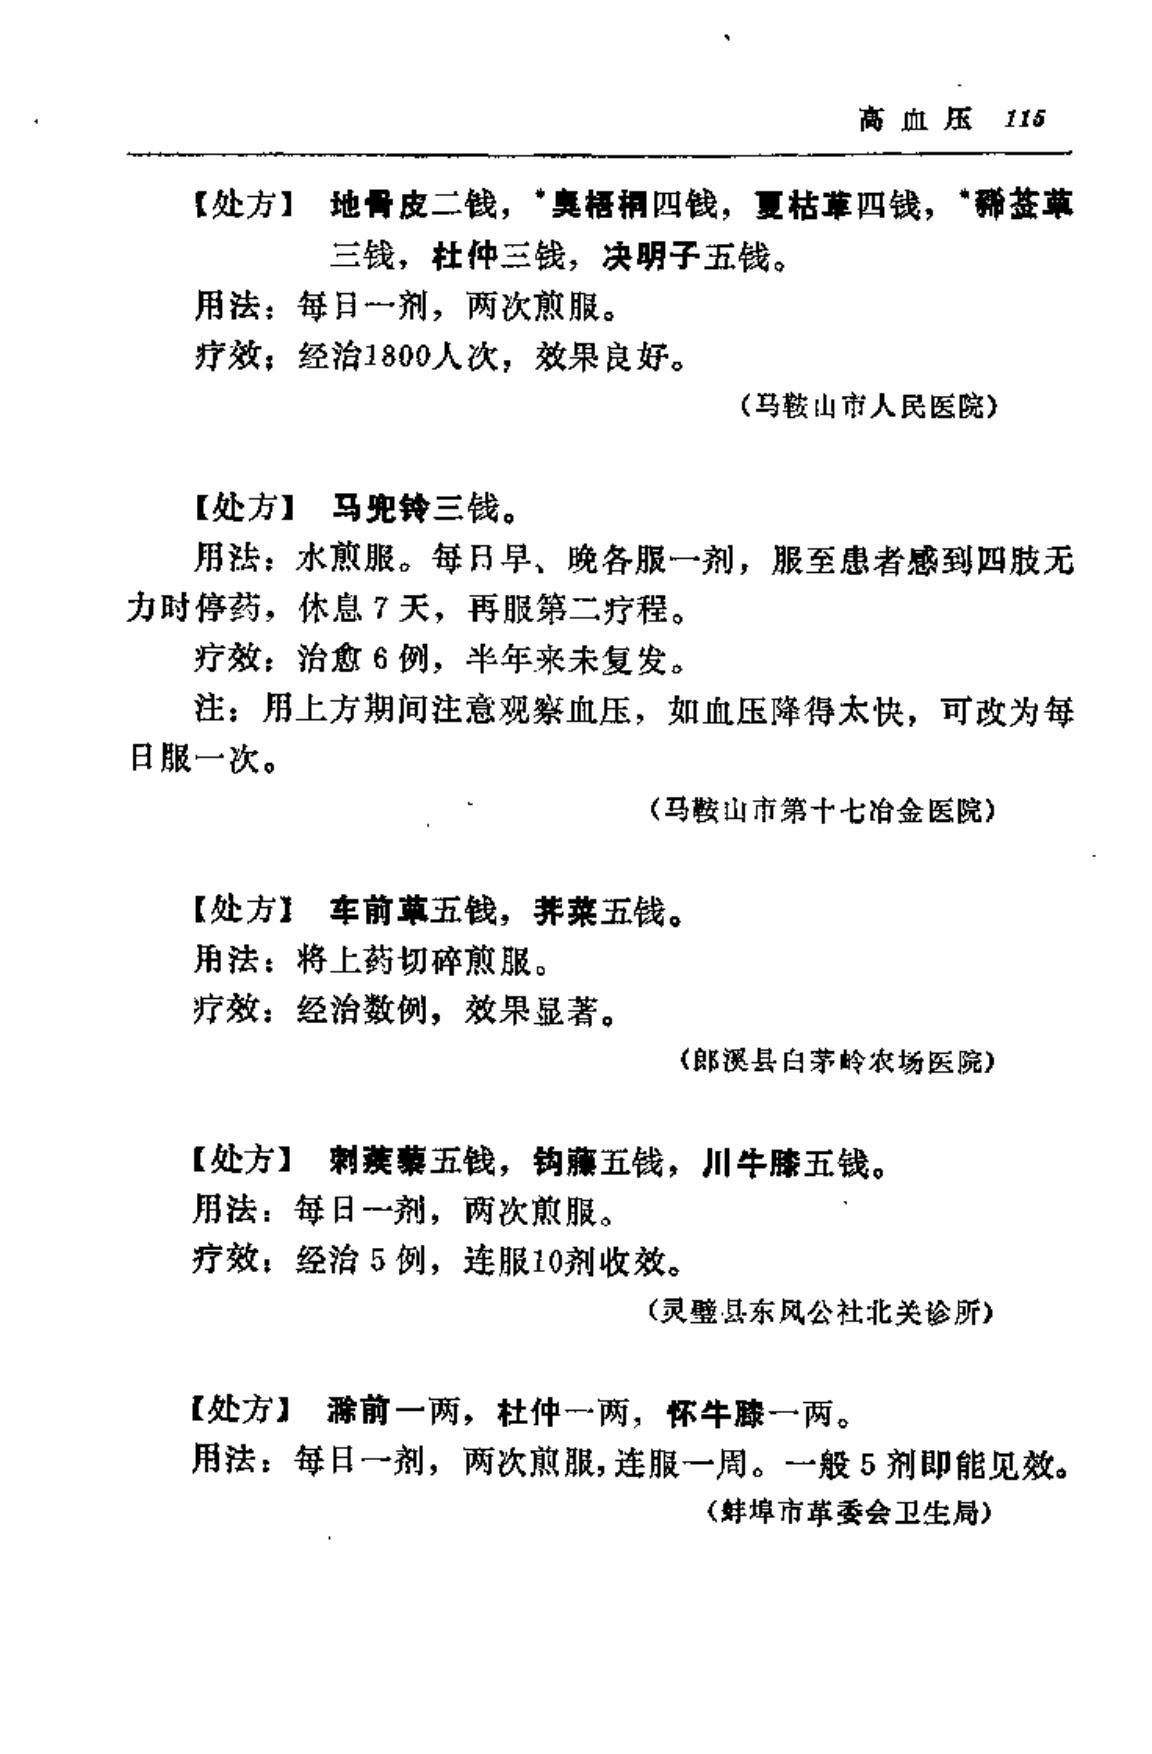 高血压 115
【处方】 地骨皮二钱，*臭梧桐四钱，夏枯草四钱，*豨莶草
三钱，杜仲三钱，决明子五钱。
用法：每日一剂，两次煎服。
疗效：经治1800人次，效果良好。
（马鞍山市人民医院）
【处方】 马兜铃三钱。
用法：水煎服。每日早、晚各服一剂，服至患者感到四肢无
力时停药，休息7天，再服第二疗程。
疗效：治愈6例，半年来未复发。
注：用上方期间注意观察血压，如血压降得太快，可改为每
日服一次。
（马鞍山市第十七冶金医院）
【处方】 车前草五钱，荠菜五钱。
用法：将上药切碎煎服。
疗效：经治数例，效果显著。
（郎溪县白茅岭农场医院）
【处方】 刺蒺藜五钱，钩藤五钱，川牛膝五钱。
用法：每日一剂，两次煎服。
疗效：经治5例，连服10剂收效。
（灵璧县东风公社北关诊所）
【处方】 滁前一两，杜仲一两，怀牛膝一两。
用法：每日一剂，两次煎服，连服一周。一般5剂即能见效。
（蚌埠市革委会卫生局）